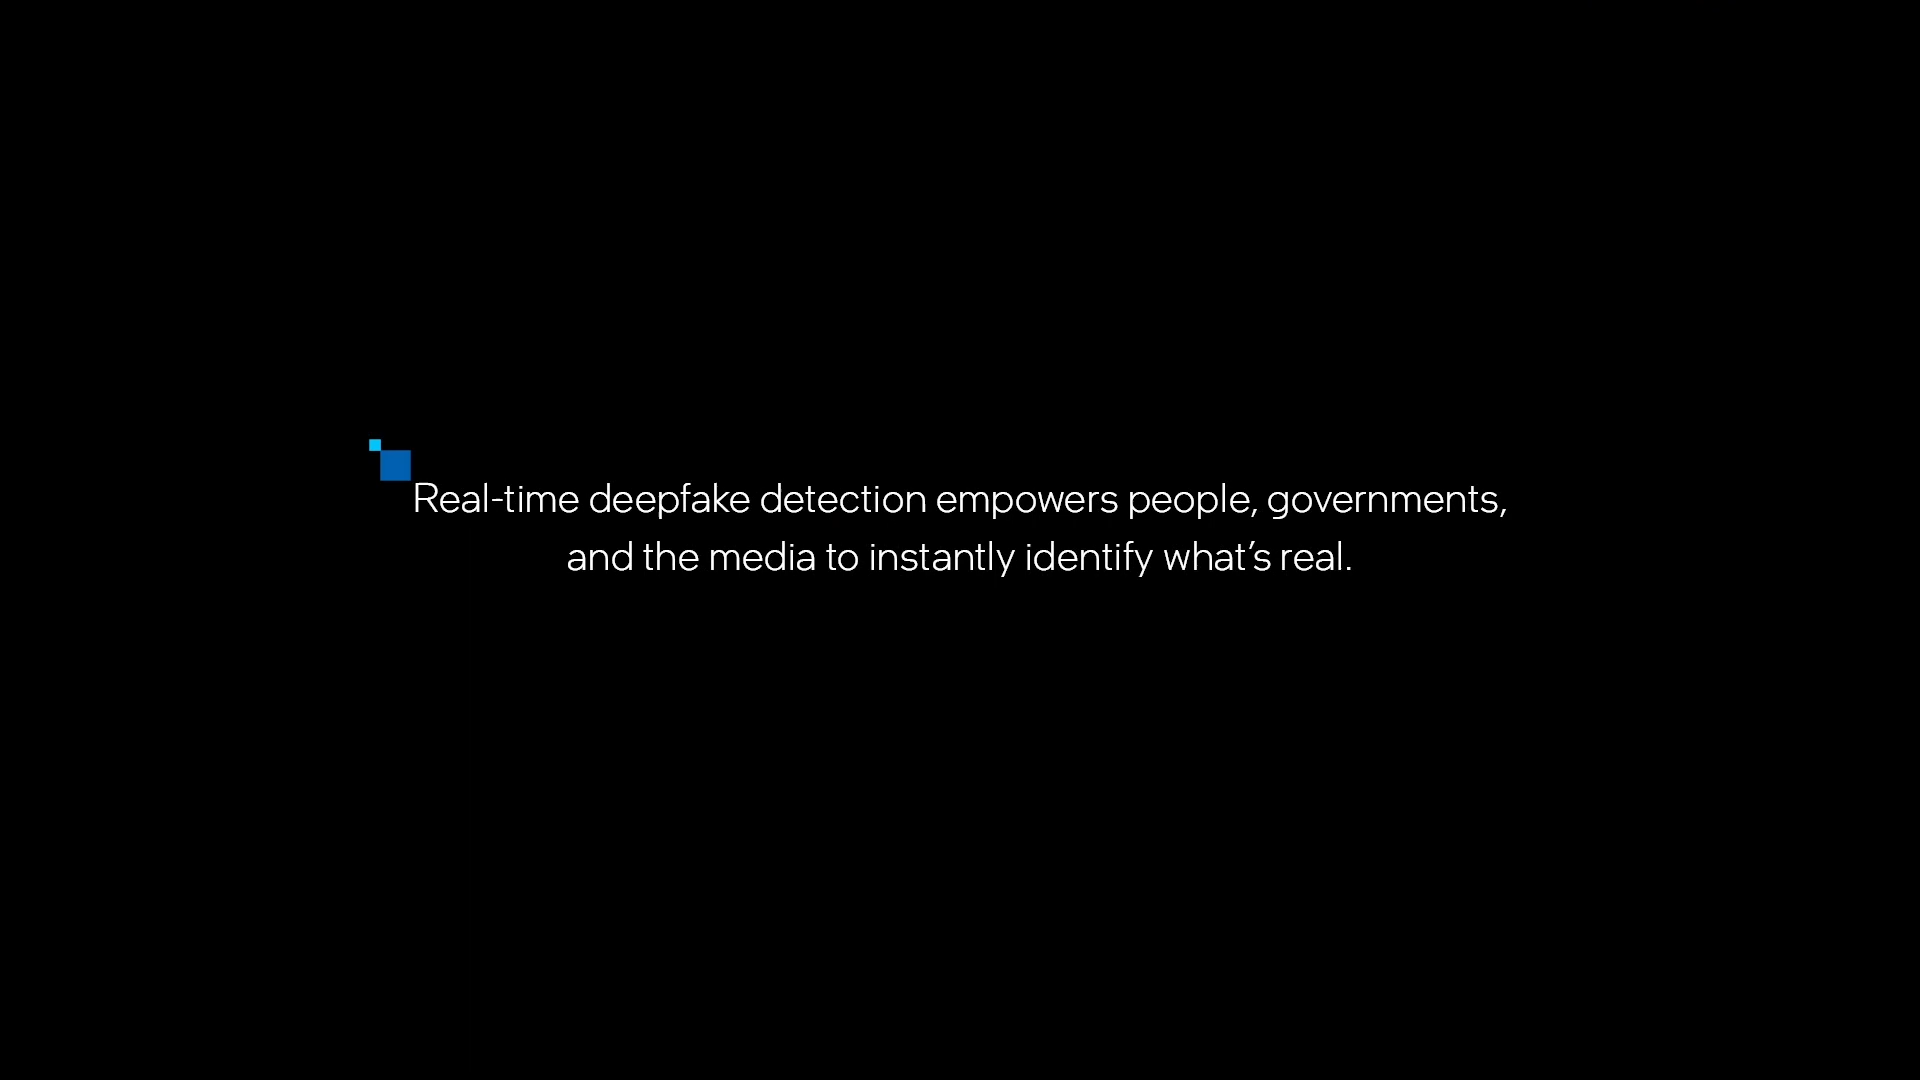 Real-time deepfake detection empowers people, governments,
and the media to instantly identify what’s real.